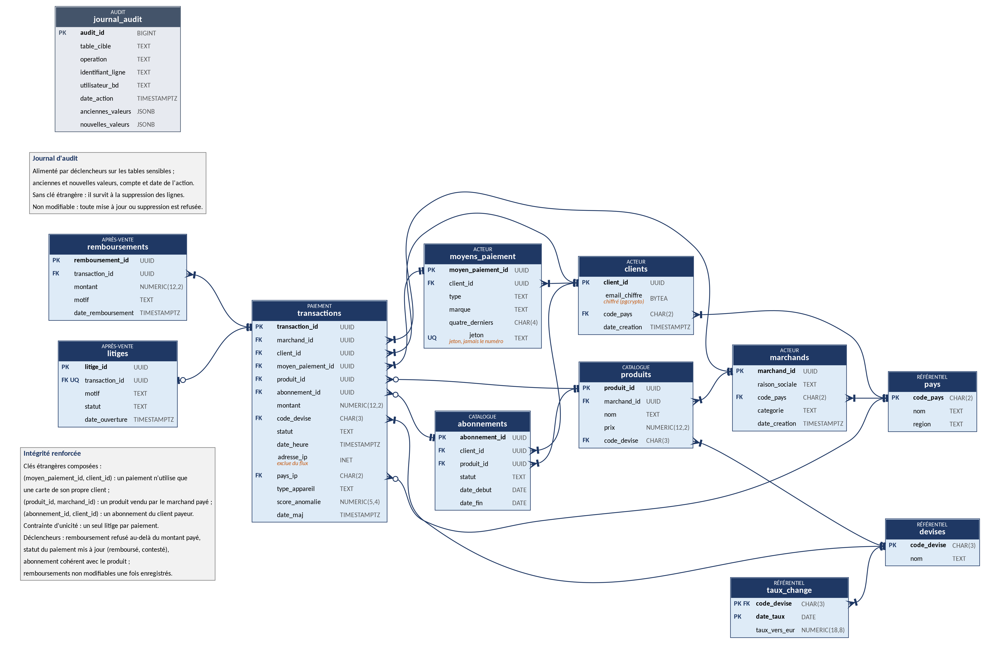 AUDIT
journal_audit
PK audit_id BIGINT
table_cible TEXT
operation TEXT
identifiant_ligne TEXT
utilisateur_bd TEXT
date_action TIMESTAMPTZ
anciennes_valeurs JSONB
nouvelles_valeurs JSONB
Journal d'audit
Alimenté par déclencheurs sur les tables sensibles ;
anciennes et nouvelles valeurs, compte et date de l'action.
Sans clé étrangère : il survit à la suppression des lignes.
Non modifiable : toute mise à jour ou suppression est refusée.
APRÈS-VENTE
remboursements
PK remboursement_id UUID
FK transaction_id UUID
montant NUMERIC(12,2)
motif TEXT
date_remboursement TIMESTAMPTZ
APRÈS-VENTE
litiges
PK litige_id UUID
FK UQ transaction_id UUID
motif TEXT
statut TEXT
date_ouverture TIMESTAMPTZ
Intégrité renforcée
Clés étrangères composées :
(moyen_paiement_id, client_id) : un paiement n'utilise que
une carte de son propre client ;
(produit_id, marchand_id) : un produit vendu par le marchand payé ;
(abonnement_id, client_id) : un abonnement du client payeur.
Contrainte d'unicité : un seul litige par paiement.
Déclencheurs : remboursement refusé au-delà du montant payé,
statut du paiement mis à jour (remboursé, contesté),
abonnement cohérent avec le produit ;
remboursements non modifiables une fois enregistrés.
PAIEMENT
transactions
PK transaction_id UUID
FK marchand_id UUID
FK client_id UUID
FK moyen_paiement_id UUID
FK produit_id UUID
FK abonnement_id UUID
montant NUMERIC(12,2)
FK code_devise CHAR(3)
statut TEXT
date_heure TIMESTAMPTZ
adresse_ip INET
exclue du flux
FK pays_ip CHAR(2)
type_appareil TEXT
score_anomalie NUMERIC(5,4)
date_maj TIMESTAMPTZ
ACTEUR
moyens_paiement
PK moyen_paiement_id UUID
FK client_id UUID
type TEXT
marque TEXT
quatre_derniers CHAR(4)
UQ jeton TEXT
jeton, jamais le numéro
CATALOGUE
abonnements
PK abonnement_id UUID
FK client_id UUID
FK produit_id UUID
statut TEXT
date_debut DATE
date_fin DATE
ACTEUR
clients
PK client_id UUID
email_chiffre BYTEA
chiffré (pgcrypto)
FK code_pays CHAR(2)
date_creation TIMESTAMPTZ
CATALOGUE
produits
PK produit_id UUID
FK marchand_id UUID
nom TEXT
prix NUMERIC(12,2)
FK code_devise CHAR(3)
ACTEUR
marchands
PK marchand_id UUID
raison_sociale TEXT
FK code_pays CHAR(2)
categorie TEXT
date_creation TIMESTAMPTZ
RÉFÉRENTIEL
pays
PK code_pays CHAR(2)
nom TEXT
region TEXT
RÉFÉRENTIEL
devises
PK code_devise CHAR(3)
nom TEXT
RÉFÉRENTIEL
taux_change
PK FK code_devise CHAR(3)
PK date_taux DATE
taux_vers_eur NUMERIC(18,8)